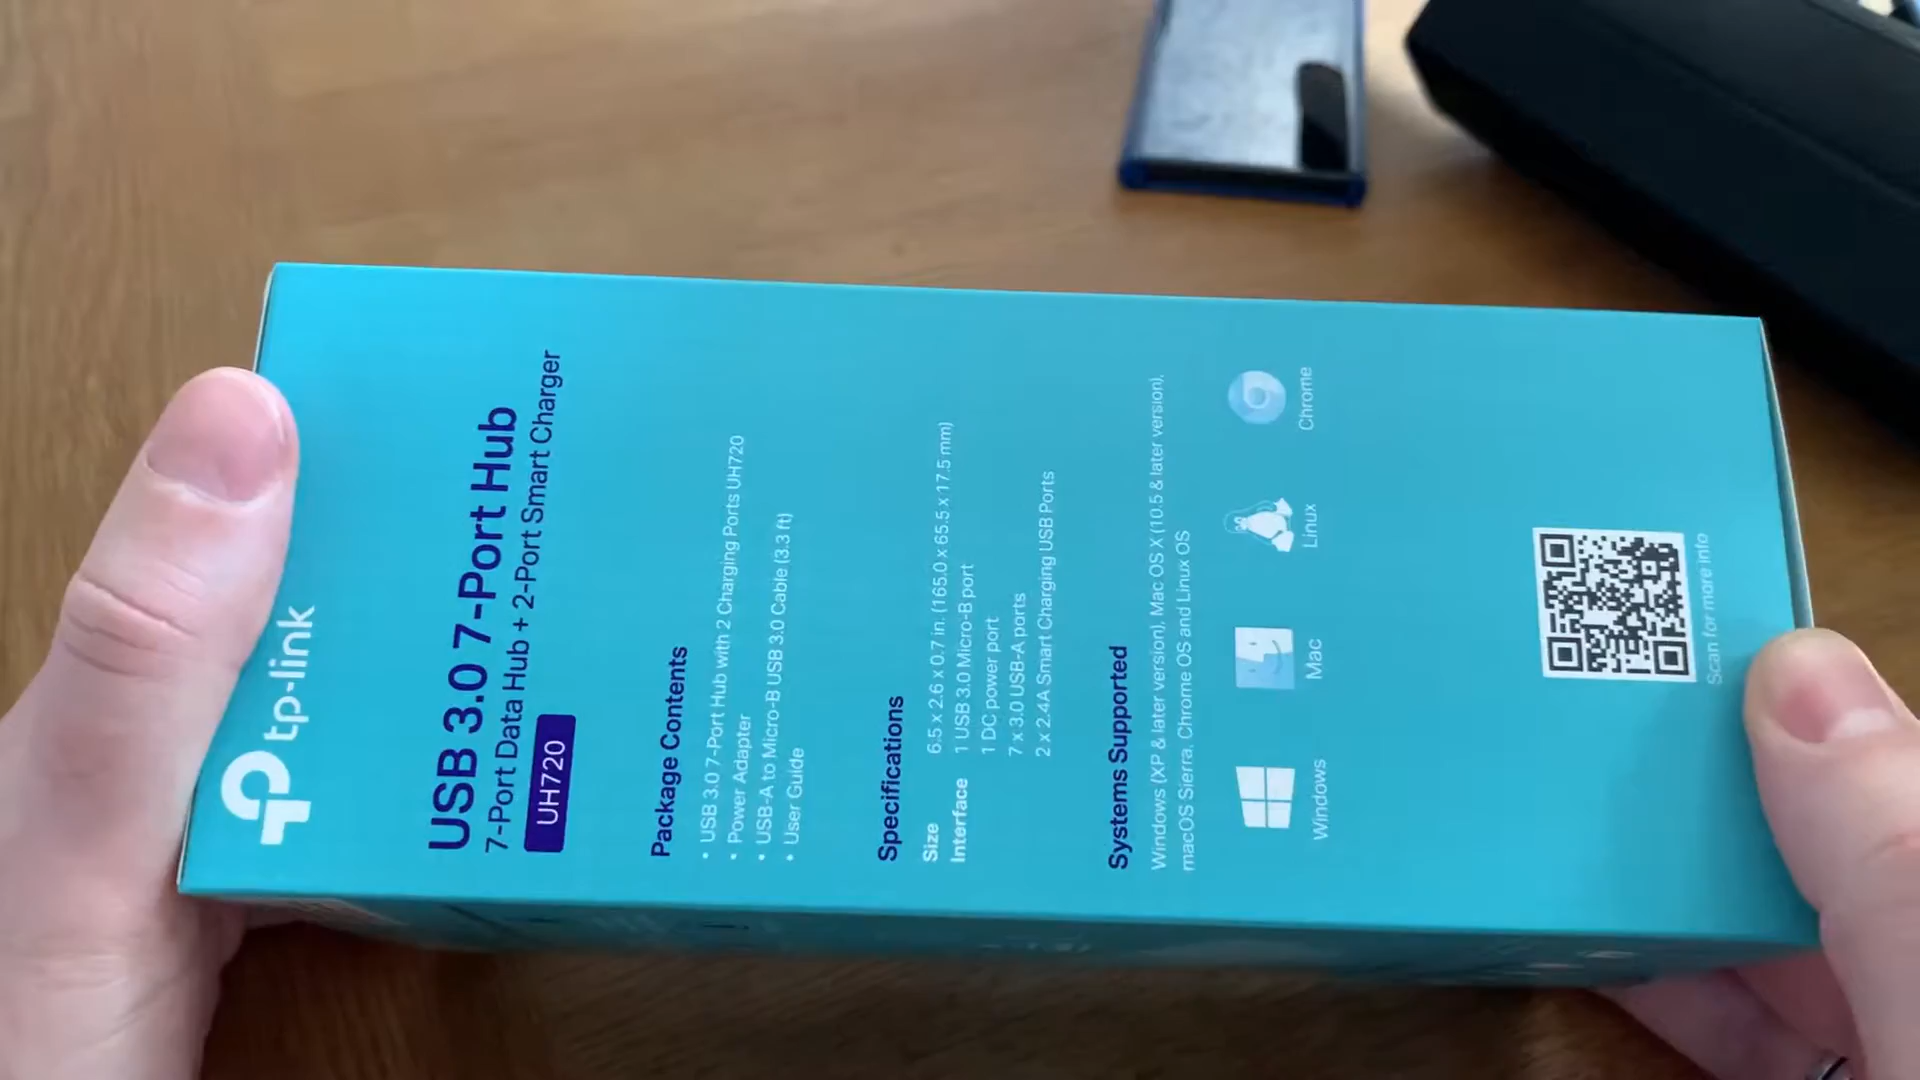 tp-link
USB 3.0 7-Port Hub
7-Port Data Hub + 2-Port Smart Charger
UH720
Package Contents
• USB 3.0 7-Port Hub with 2 Charging Ports UH720
• Power Adapter
• USB-A to Micro-B USB 3.0 Cable (3.3 ft)
• User Guide
Specifications
Size 6.5 x 2.6 x 0.7 in. (165.0 x 65.5 x 17.5 mm)
Interface 1 USB 3.0 Micro-B port
1 DC power port
7 x 3.0 USB-A ports
2 x 2.4A Smart Charging USB Ports
Systems Supported
Windows (XP & later version), Mac OS X (10.5 & later version),
macOS Sierra, Chrome OS and Linux OS
Windows Mac Linux Chrome
Scan for more info